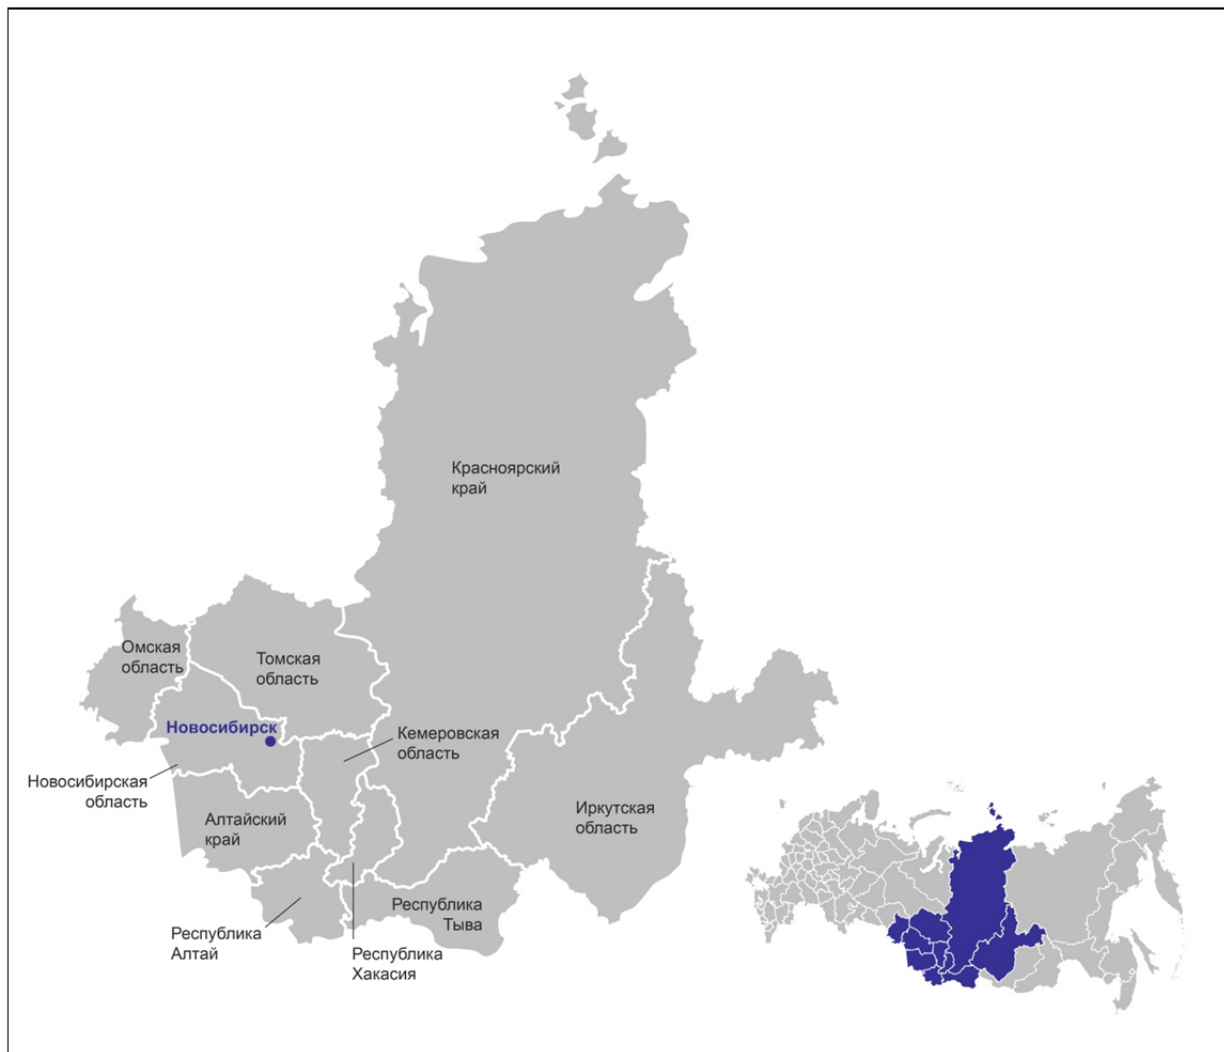 Красноярский
край
Омская
область
Томская
область
Новосибирск
Кемеровская
область
Новосибирская
область
Алтайский
край
Иркутская
область
Республика
Тыва
Республика
Алтай
Республика
Хакасия